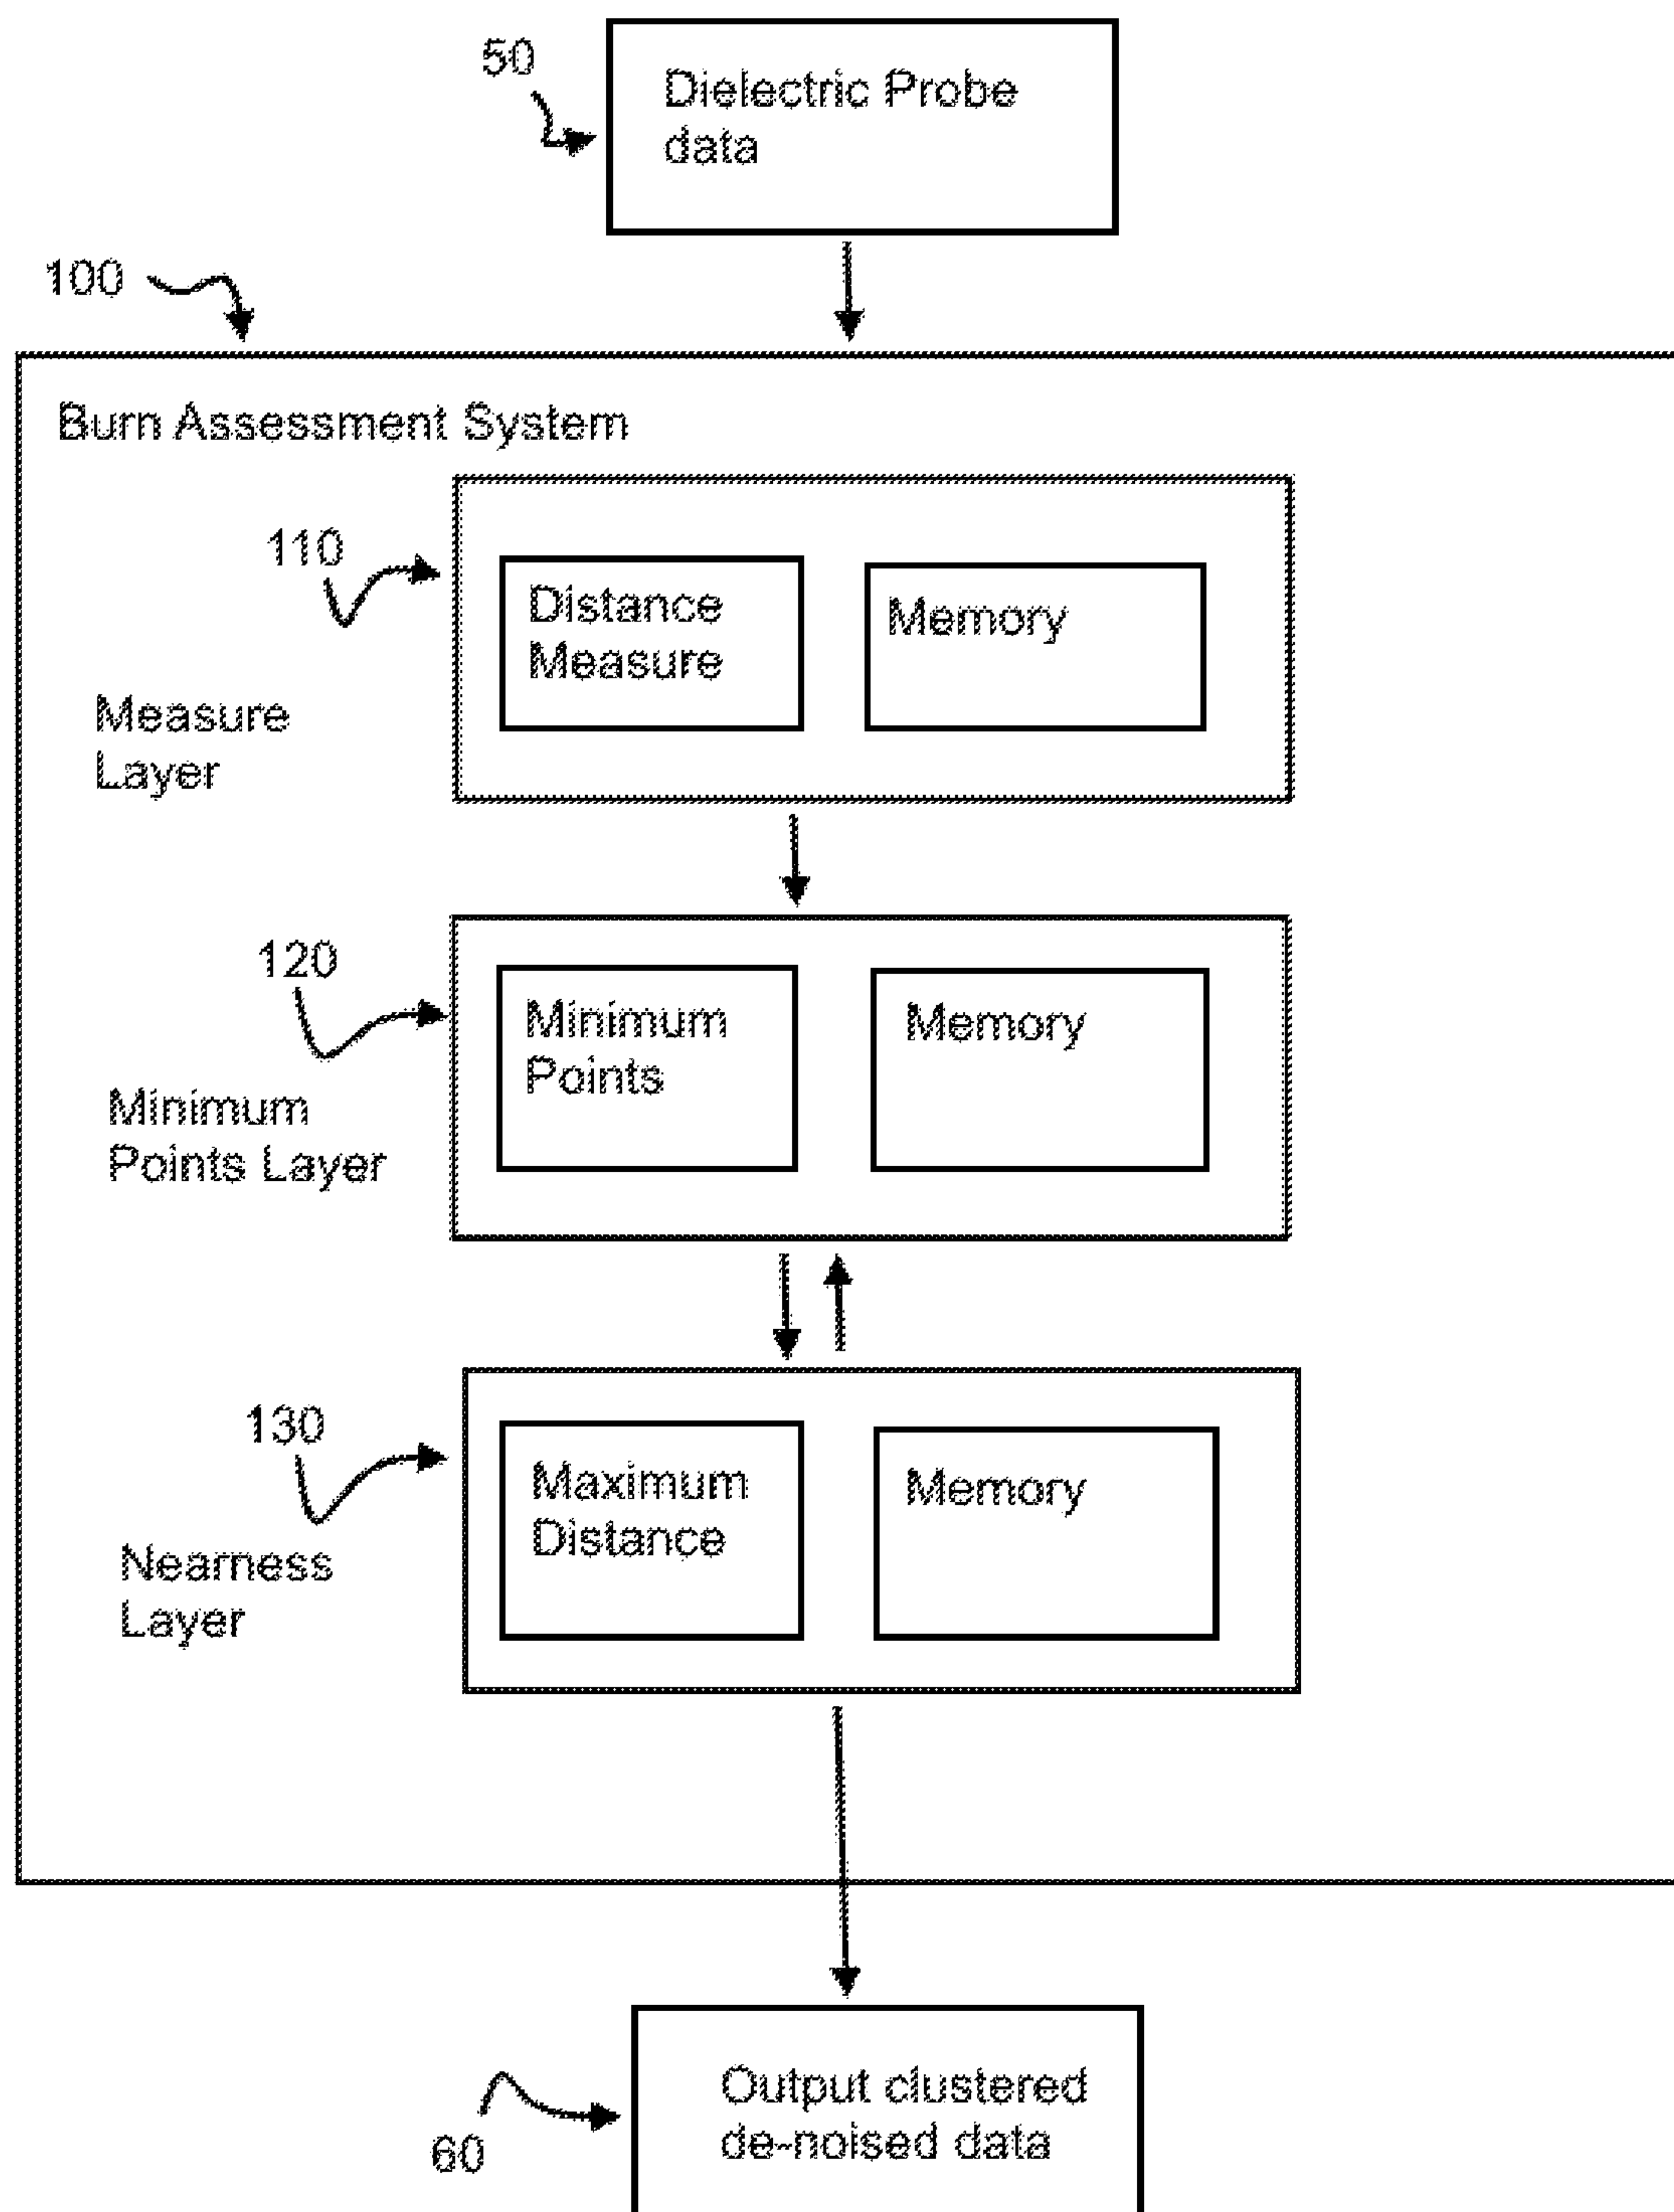 50
Dielectric Probe
data
100
Burn Assessment System
110
Distance
Measure
Memory
Measure
Layer
120
Minimum
Points
Memory
Minimum
Points Layer
130
Maximum
Distance
Memory
Nearness
Layer
Output clustered
de-noised data
60